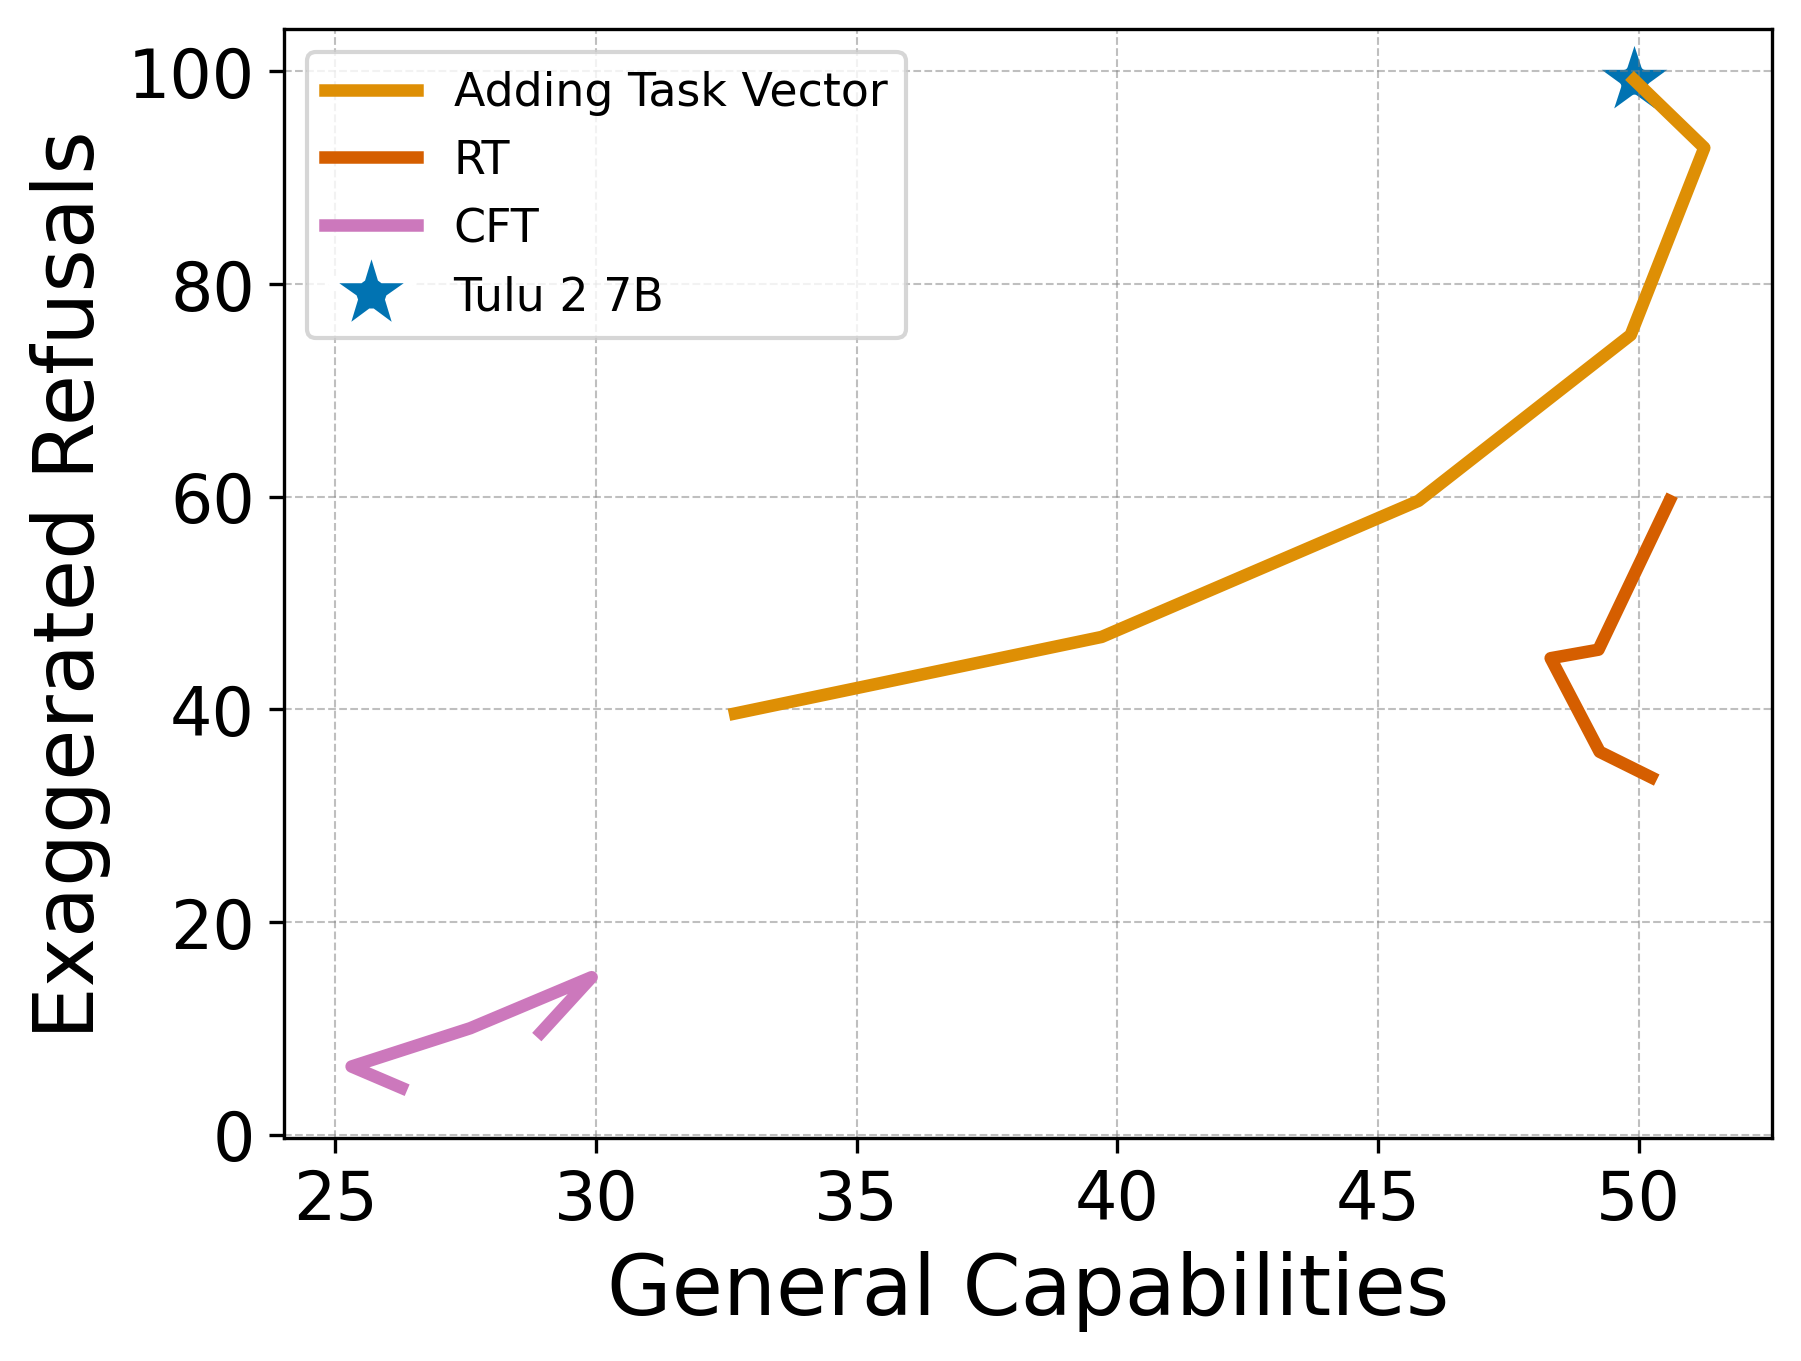 Exaggerated Refusals
100
80
60
40
20
0
Adding Task Vector
RT
CFT
Tulu 2 7B
25 30 35 40 45 50
General Capabilities